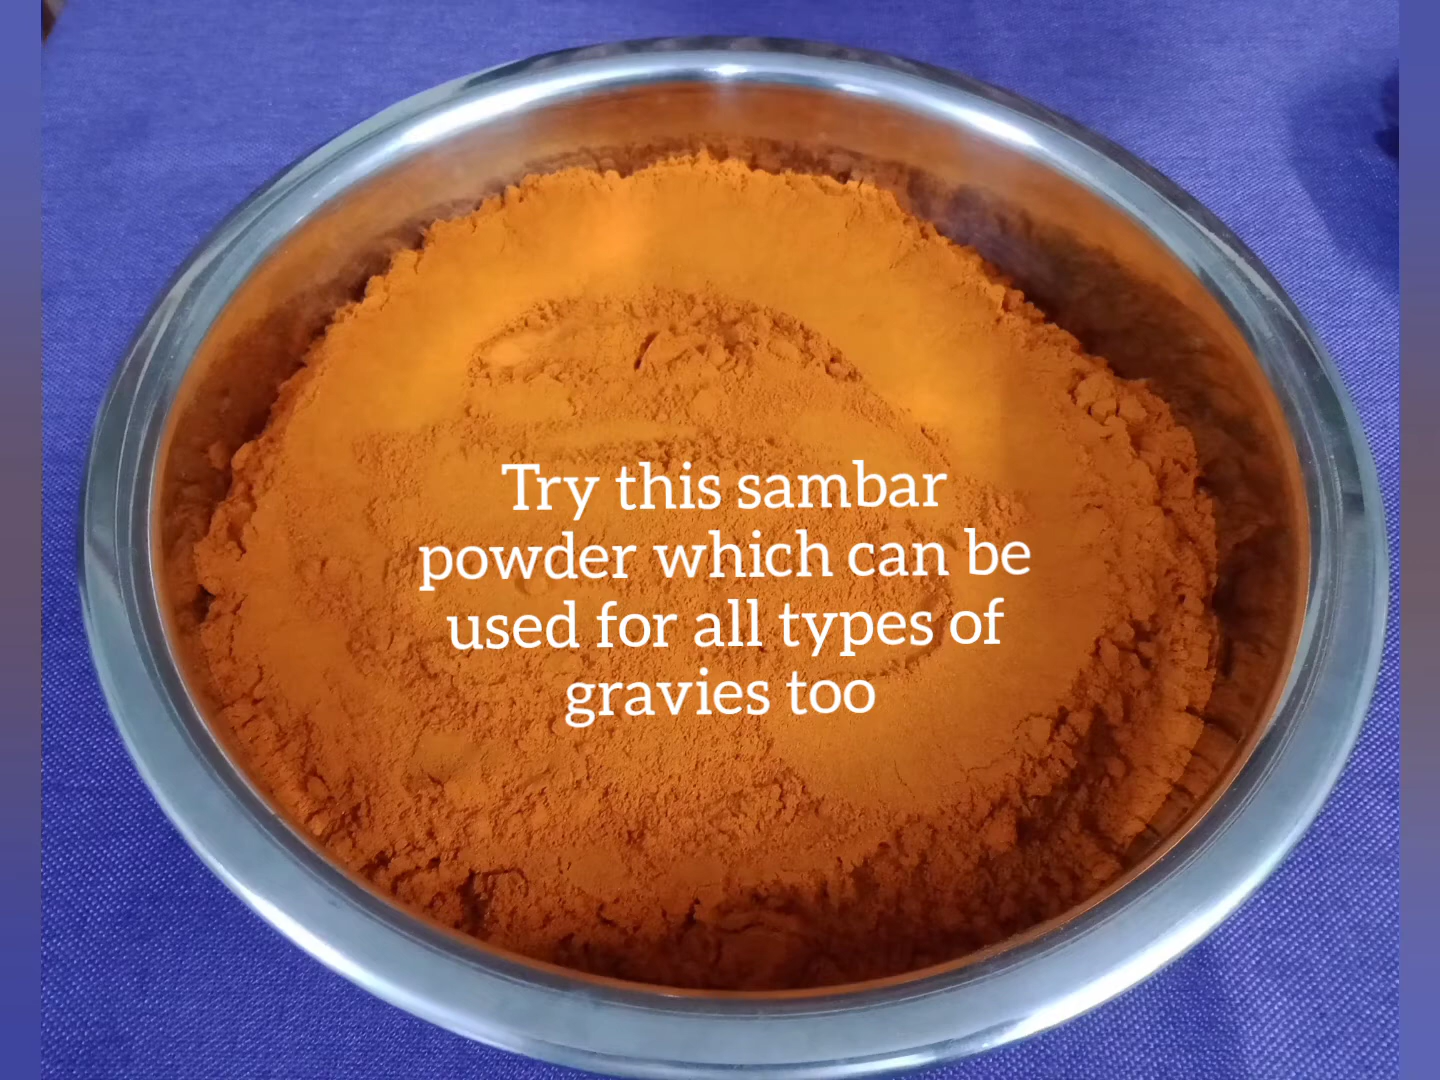 Try this sambar
powder which can be
used for all types of
gravies too